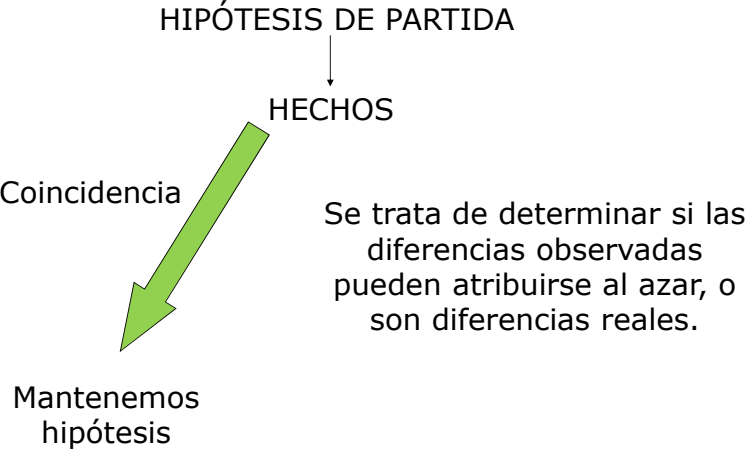 HIPÓTESIS DE PARTIDA
HECHOS
Coincidencia
Se trata de determinar si las
diferencias observadas
pueden atribuirse al azar, o
son diferencias reales.
Mantenemos
hipótesis